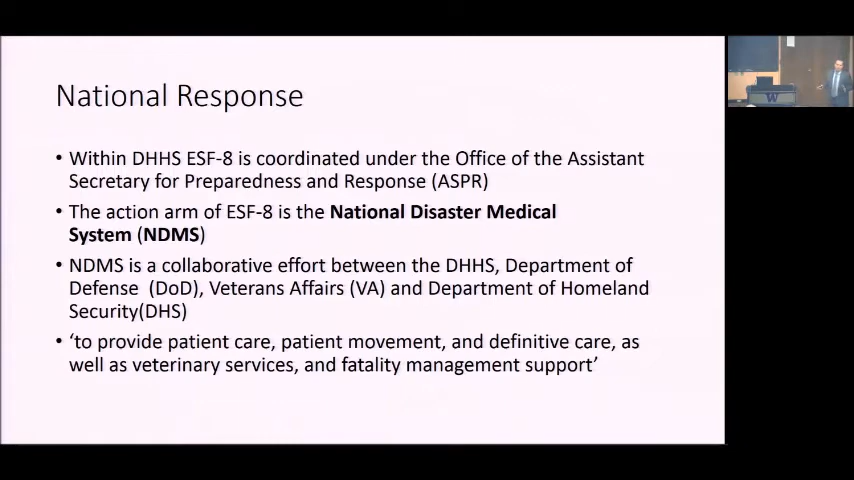 National Response
• Within DHHS ESF-8 is coordinated under the Office of the Assistant
Secretary for Preparedness and Response (ASPR)
• The action arm of ESF-8 is the National Disaster Medical
System (NDMS)
• NDMS is a collaborative effort between the DHHS, Department of
Defense (DoD), Veterans Affairs (VA) and Department of Homeland
Security(DHS)
• ‘to provide patient care, patient movement, and definitive care, as
well as veterinary services, and fatality management support’
W